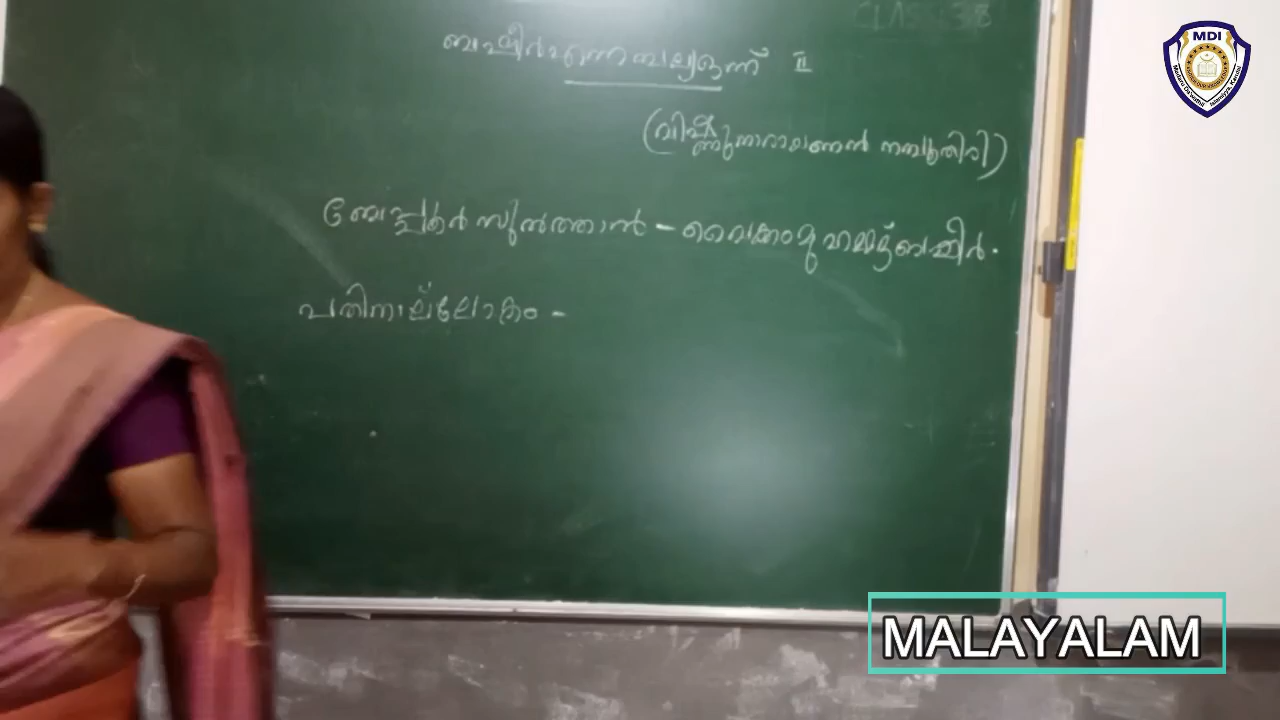 ബഷീർ എന്ന ബല്യ ഒന്ന് II
(വിഷ്ണുനാരായണൻ നമ്പൂതിരി)
ബേപ്പൂർ സുൽത്താൻ - വൈക്കം മുഹമ്മദ് ബഷീർ.
പതിനാല് ലോകം -
MDI
MALAYALAM